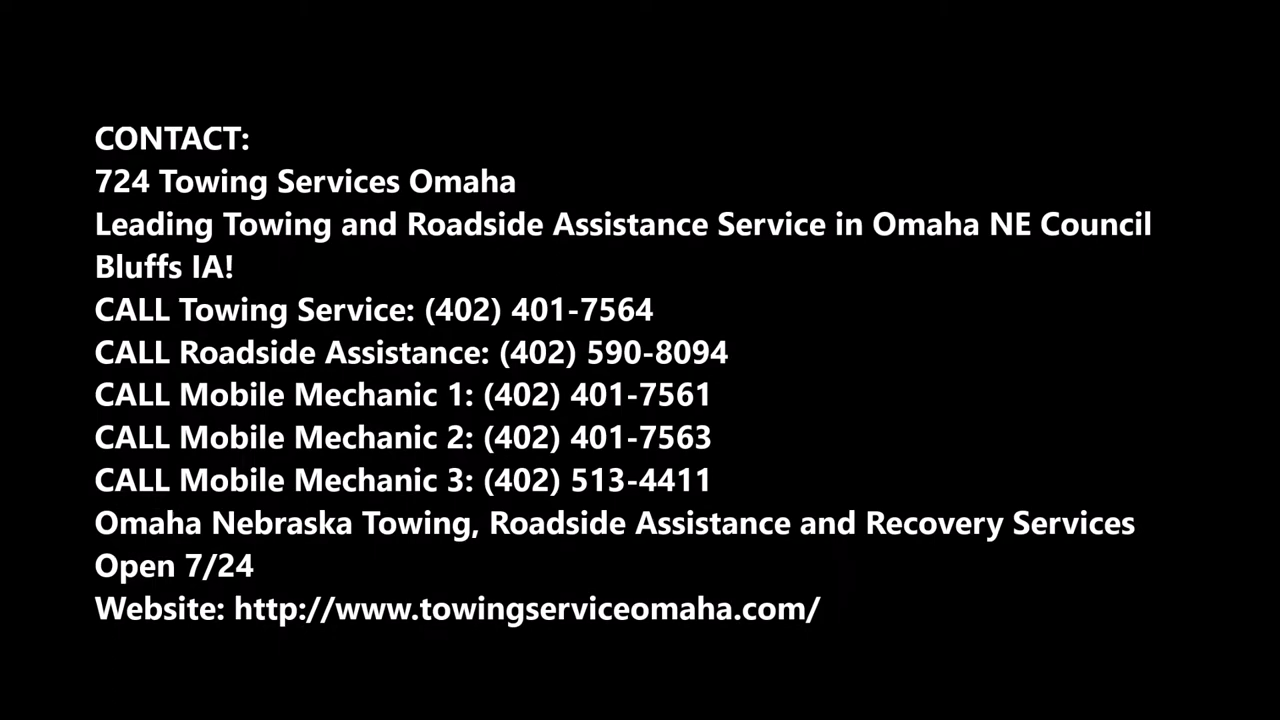 CONTACT:
724 Towing Services Omaha
Leading Towing and Roadside Assistance Service in Omaha NE Council
Bluffs IA!
CALL Towing Service: (402) 401-7564
CALL Roadside Assistance: (402) 590-8094
CALL Mobile Mechanic 1: (402) 401-7561
CALL Mobile Mechanic 2: (402) 401-7563
CALL Mobile Mechanic 3: (402) 513-4411
Omaha Nebraska Towing, Roadside Assistance and Recovery Services
Open 7/24
Website: http://www.towingserviceomaha.com/